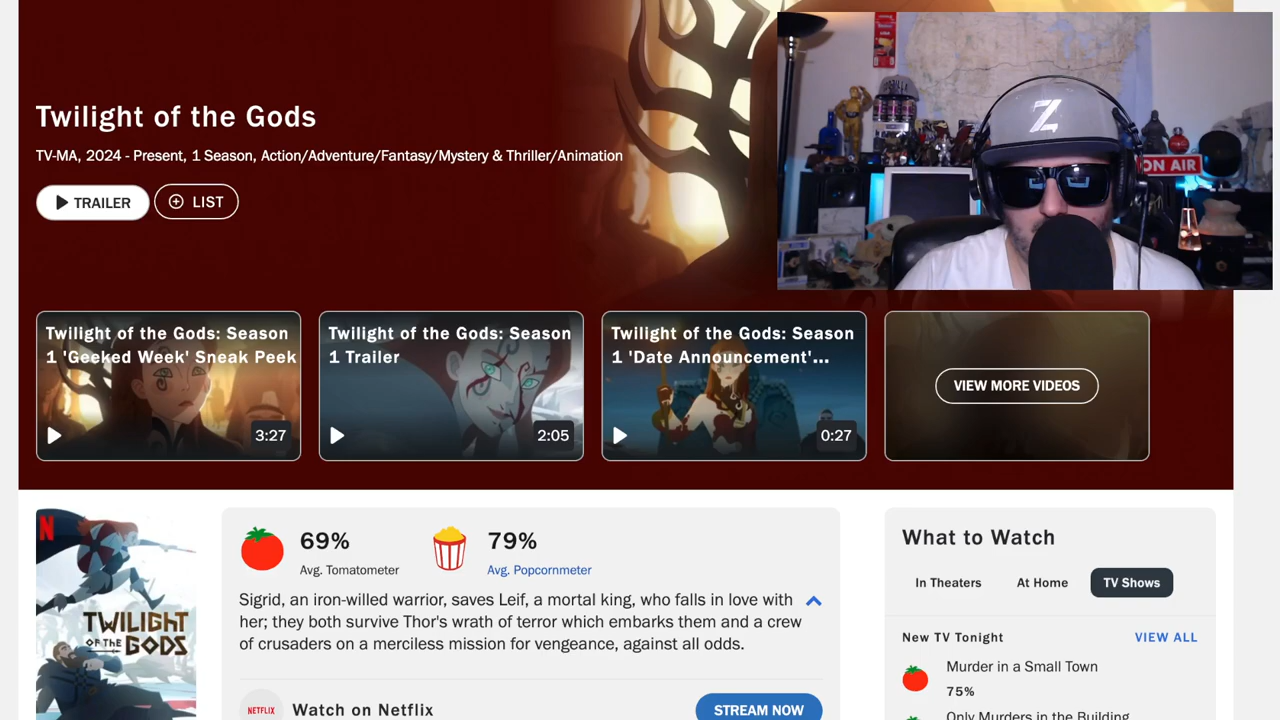 Twilight of the Gods
TV-MA, 2024 - Present, 1 Season, Action/Adventure/Fantasy/Mystery & Thriller/Animation
TRAILER
LIST
Z
ON AIR
Twilight of the Gods: Season
1 'Geeked Week' Sneak Peek
3:27
Twilight of the Gods: Season
1 Trailer
2:05
Twilight of the Gods: Season
1 'Date Announcement'...
0:27
VIEW MORE VIDEOS
N
TWILIGHT
OF THE GODS
69%
Avg. Tomatometer
79%
Avg. Popcornmeter
Sigrid, an iron-willed warrior, saves Leif, a mortal king, who falls in love with
her; they both survive Thor's wrath of terror which embarks them and a crew
of crusaders on a merciless mission for vengeance, against all odds.
NETFLIX
Watch on Netflix
STREAM NOW
What to Watch
In Theaters
At Home
TV Shows
New TV Tonight
VIEW ALL
Murder in a Small Town
75%
Only Murders in the Building